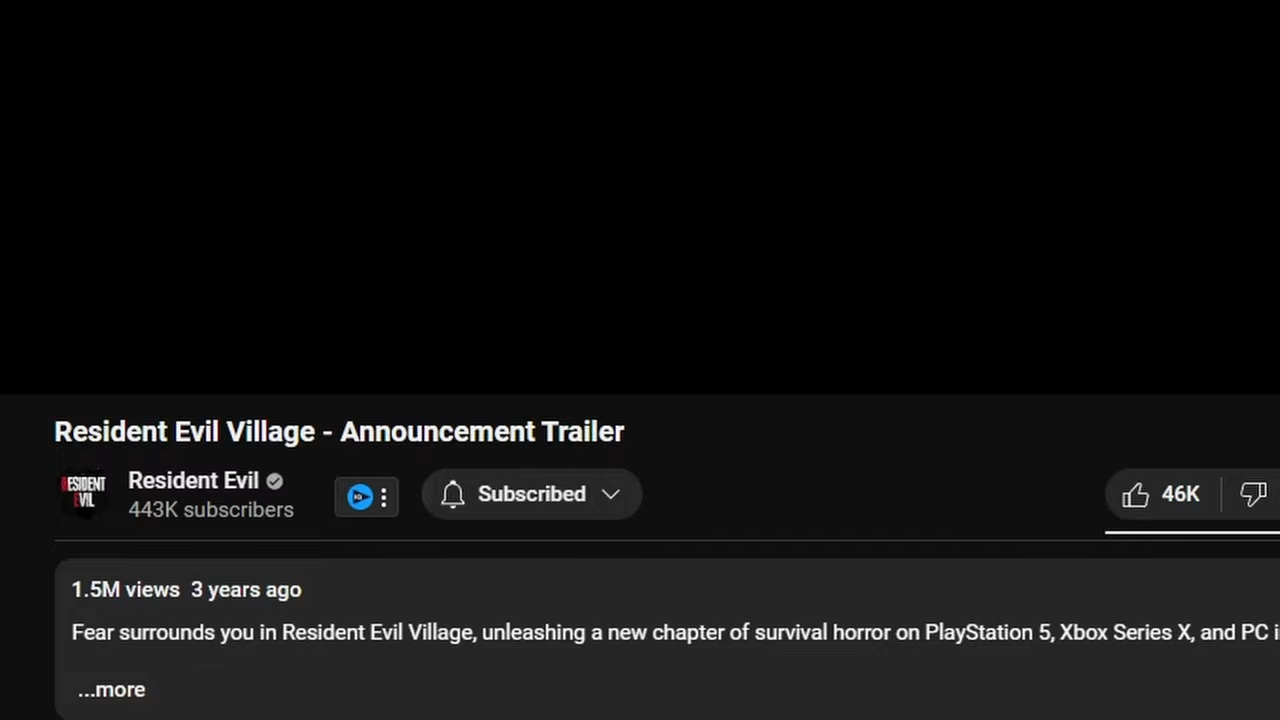 Resident Evil Village - Announcement Trailer
RESIDENT
EVIL
Resident Evil
443K subscribers
Subscribed
46K
1.5M views 3 years ago
Fear surrounds you in Resident Evil Village, unleashing a new chapter of survival horror on PlayStation 5, Xbox Series X, and PC
...more